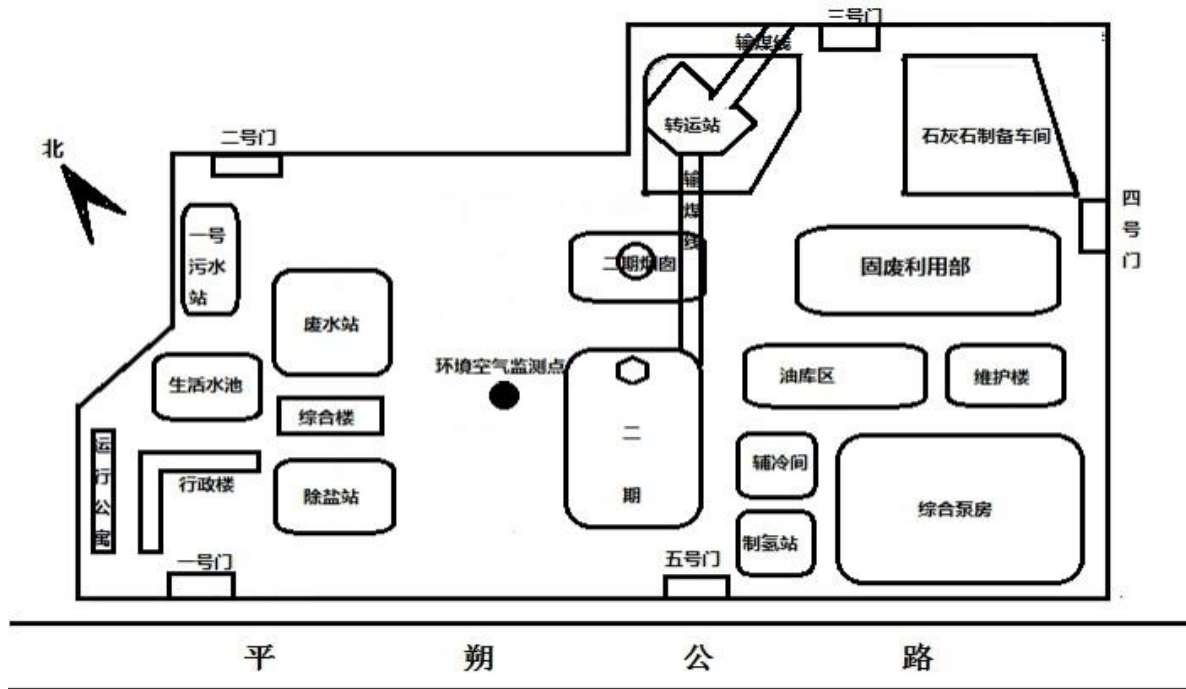 三号门
输煤线
转运站
石灰石制备车间
二号门
北
输煤线
四号门
一号污水站
二期烟囱
固废利用部
废水站
环境空气监测点
生活水池
油库区
维护楼
综合楼
二期
运行公寓
行政楼
除盐站
辅冷间
综合泵房
制氢站
一号门
五号门
平朔公路